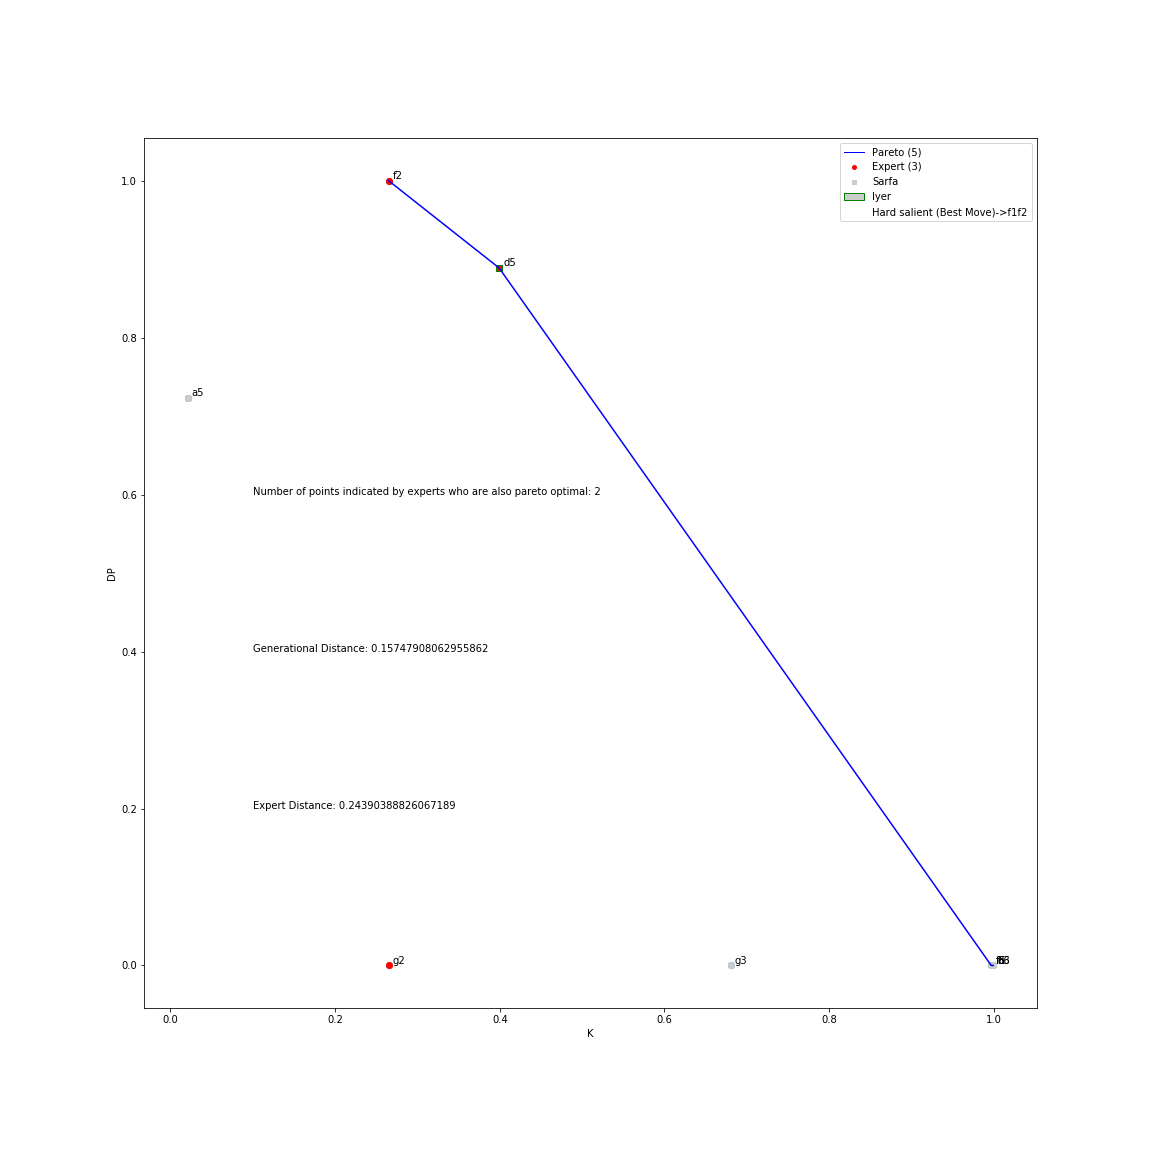 Pareto (5)
Expert (3)
Sarfa
Iyer
Hard salient (Best Move)->f1f2
1.0
0.8
0.6
0.4
0.2
0.0
DP
f2
d5
a5
Number of points indicated by experts who are also pareto optimal: 2
Generational Distance: 0.15747908062955862
Expert Distance: 0.24390388826067189
g2
g3
0.0
0.2
0.4
0.6
0.8
1.0
K